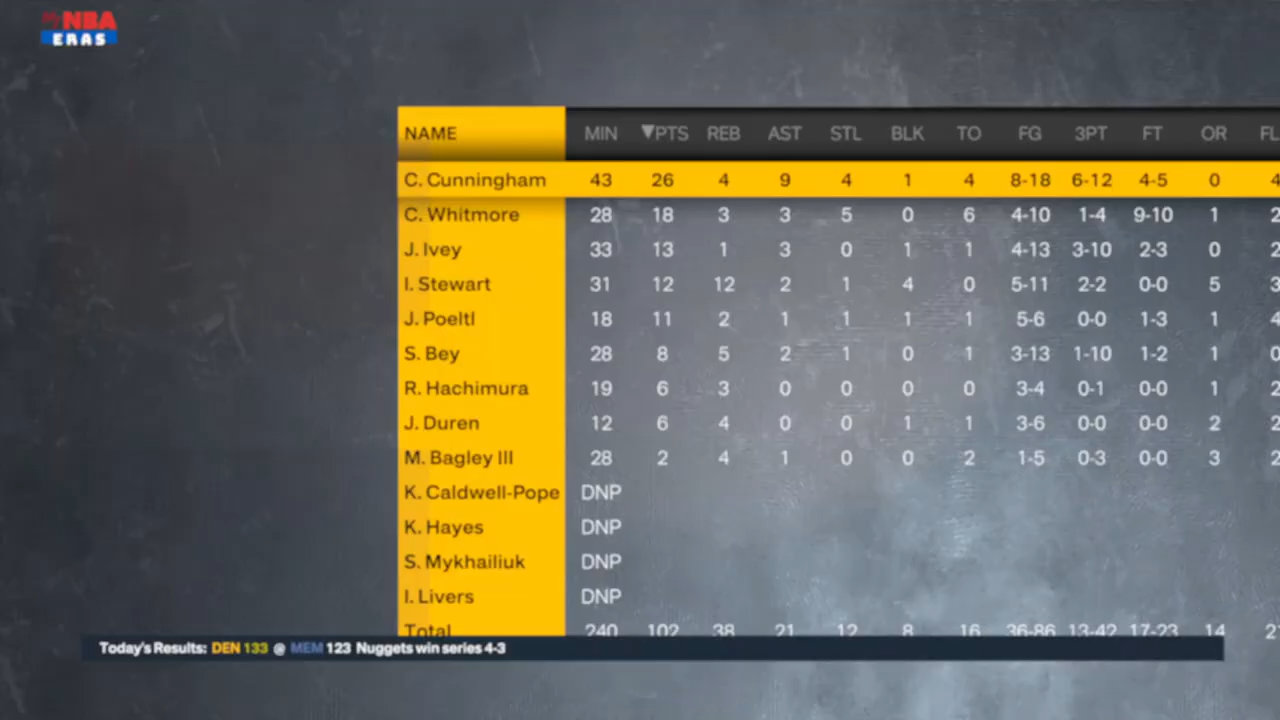 MyNBA
ERAS
NAME MIN ▼PTS REB AST STL BLK TO FG 3PT FT OR
C. Cunningham 43 26 4 9 4 1 4 8-18 6-12 4-5 0 4
C. Whitmore 28 18 3 3 5 0 6 4-10 1-4 9-10 1 2
J. Ivey 33 13 1 3 0 1 1 4-13 3-10 2-3 0 2
I. Stewart 31 12 12 2 1 4 0 5-11 2-2 0-0 5 3
J. Poeltl 18 11 2 1 1 1 1 5-6 0-0 1-3 1 4
S. Bey 28 8 5 2 1 0 1 3-13 1-10 1-2 1 0
R. Hachimura 19 6 3 0 0 0 0 3-4 0-1 0-0 1 2
J. Duren 12 6 4 0 0 1 1 3-6 0-0 0-0 2 2
M. Bagley III 28 2 4 1 0 0 2 1-5 0-3 0-0 3 2
K. Caldwell-Pope DNP
K. Hayes DNP
S. Mykhailiuk DNP
I. Livers DNP
Total 240 102 38 21 12 8 16 36-86 13-42 17-23 14
Today's Results: DEN 133 @ MEM 123 Nuggets win series 4-3